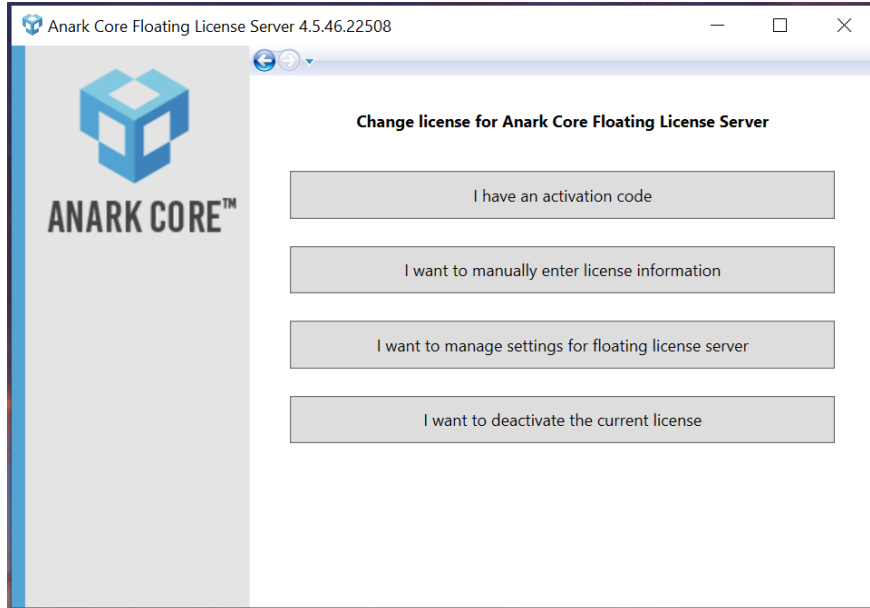 Anark Core Floating License Server 4.5.46.22508
ANARK CORE™
Change license for Anark Core Floating License Server
I have an activation code
I want to manually enter license information
I want to manage settings for floating license server
I want to deactivate the current license